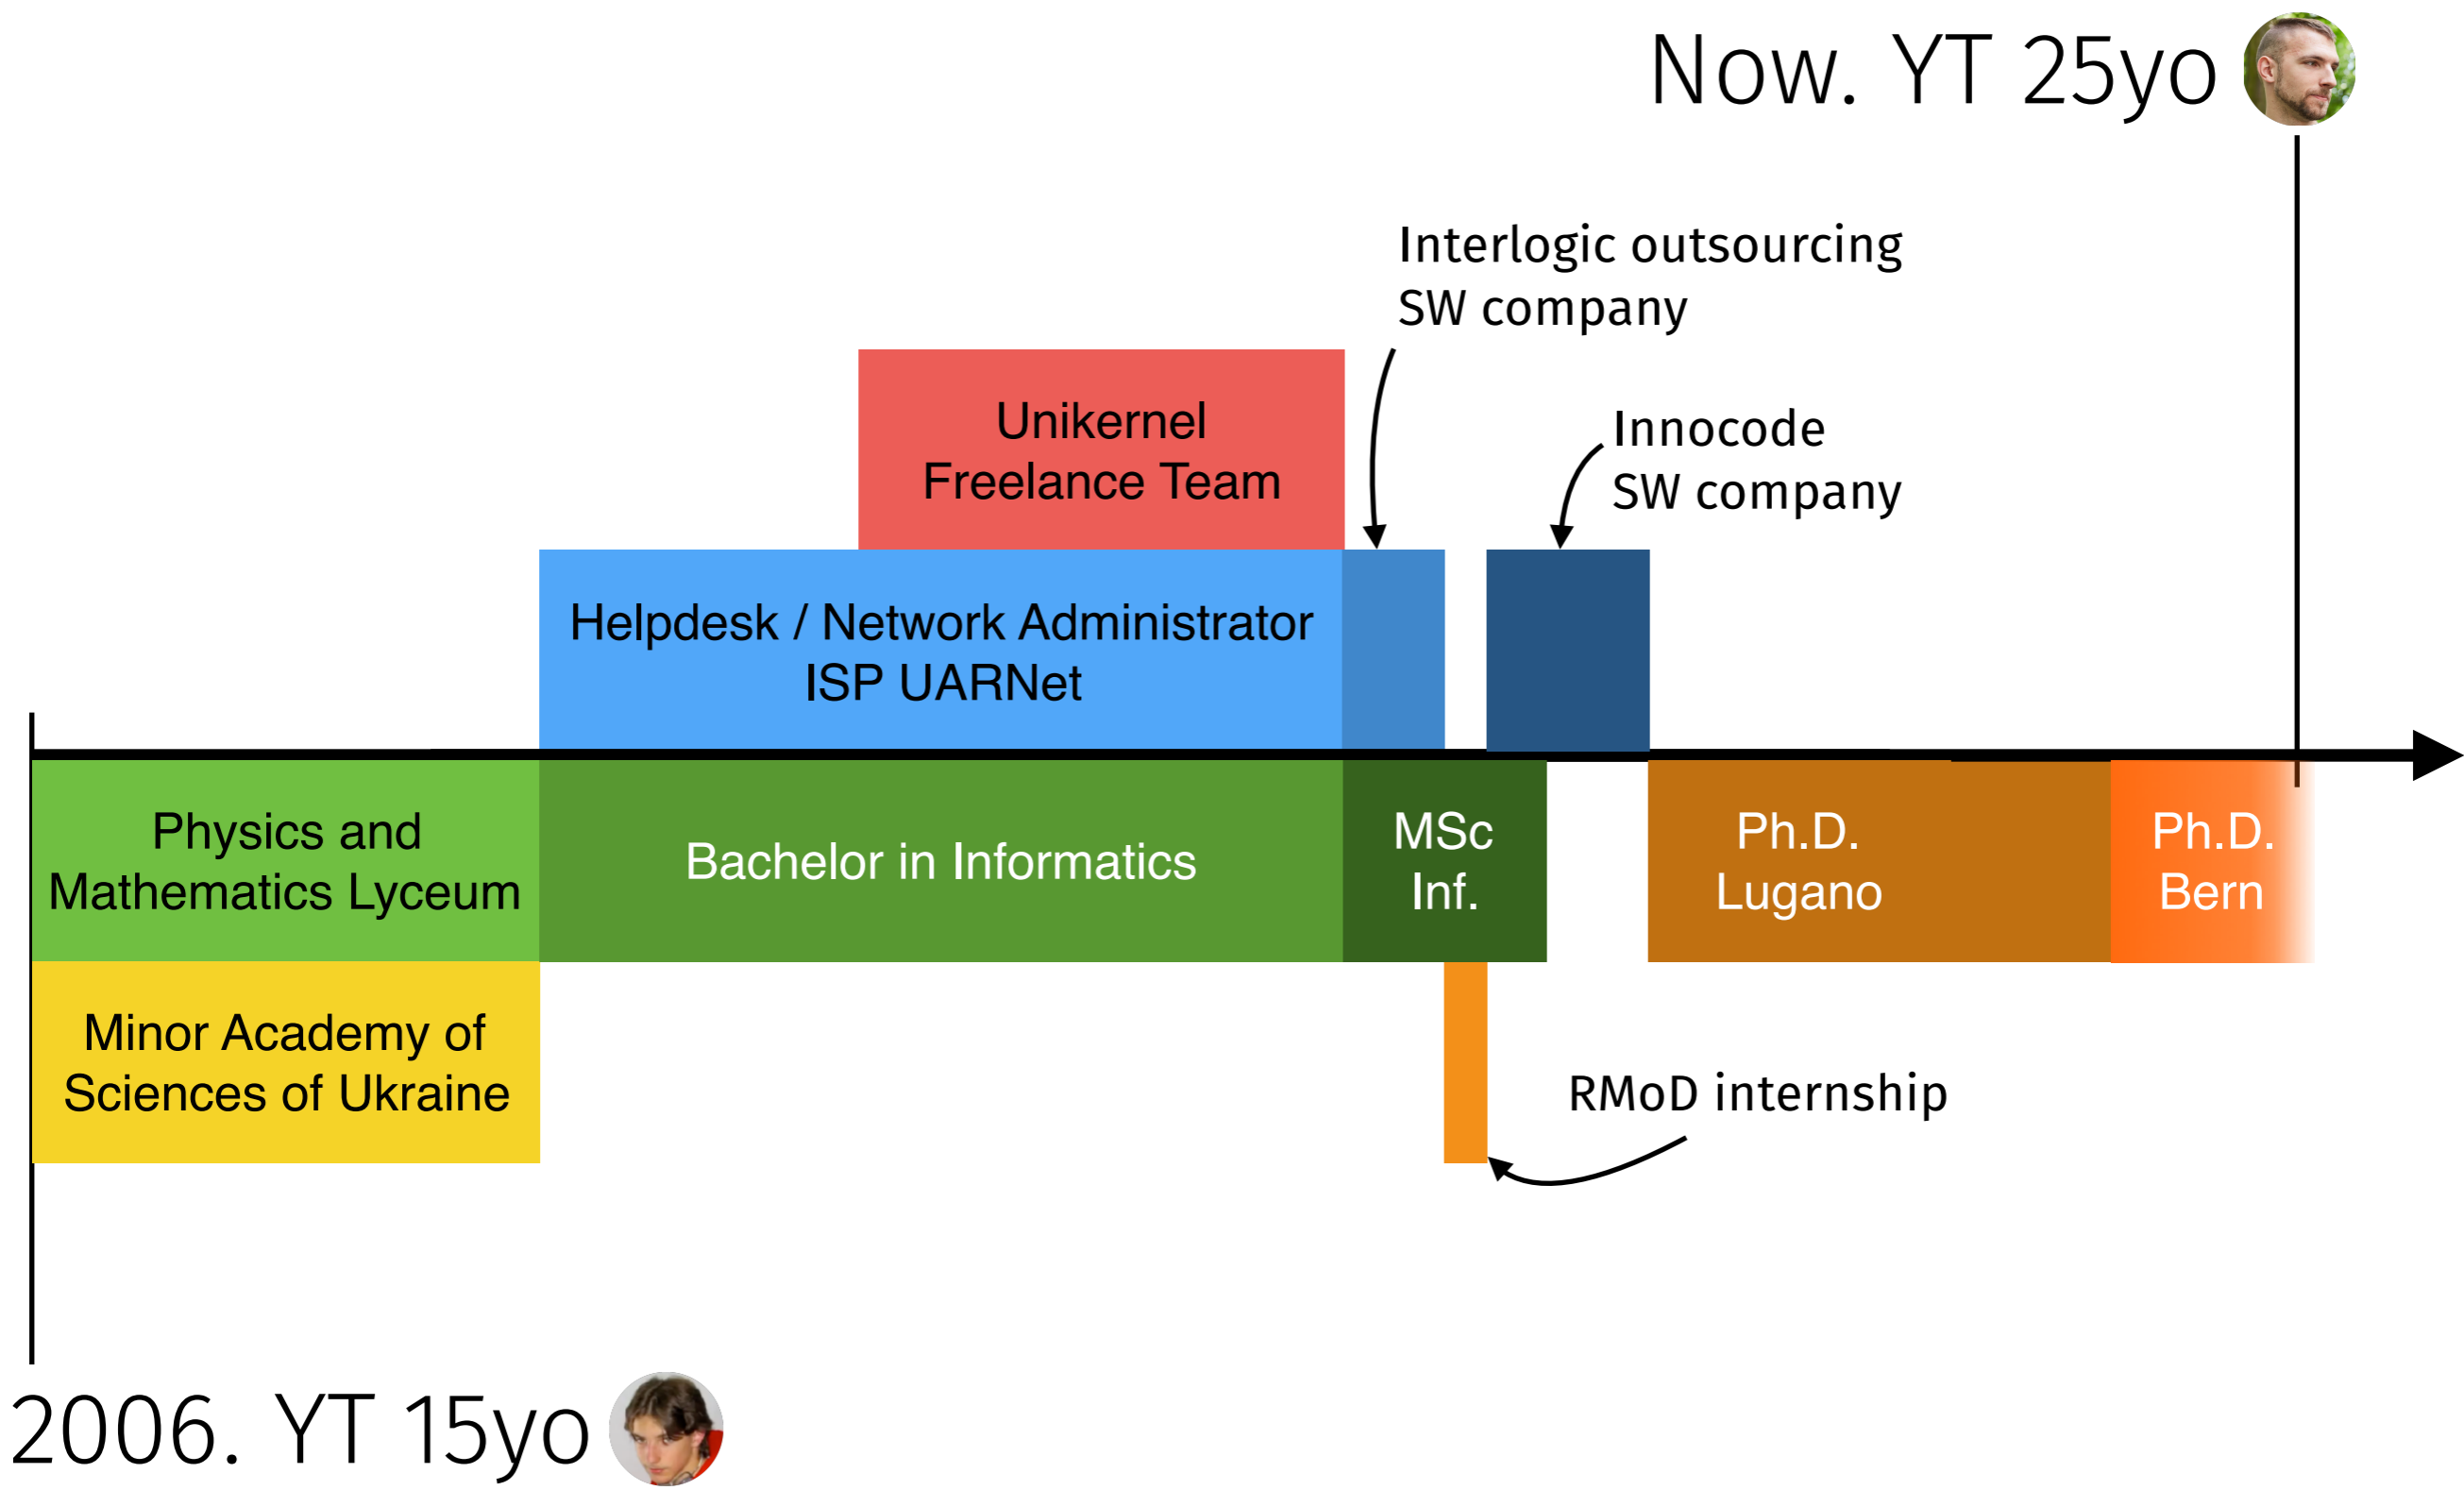 Now. YT 25yo
Interlogic outsourcing
SW company
Innocode
SW company
Unikernel
Freelance Team
Helpdesk / Network Administrator
ISP UARNet
Physics and
Mathematics Lyceum
Bachelor in Informatics
MSc
Inf.
Ph.D.
Lugano
Ph.D.
Bern
Minor Academy of
Sciences of Ukraine
RMoD internship
2006. YT 15yo